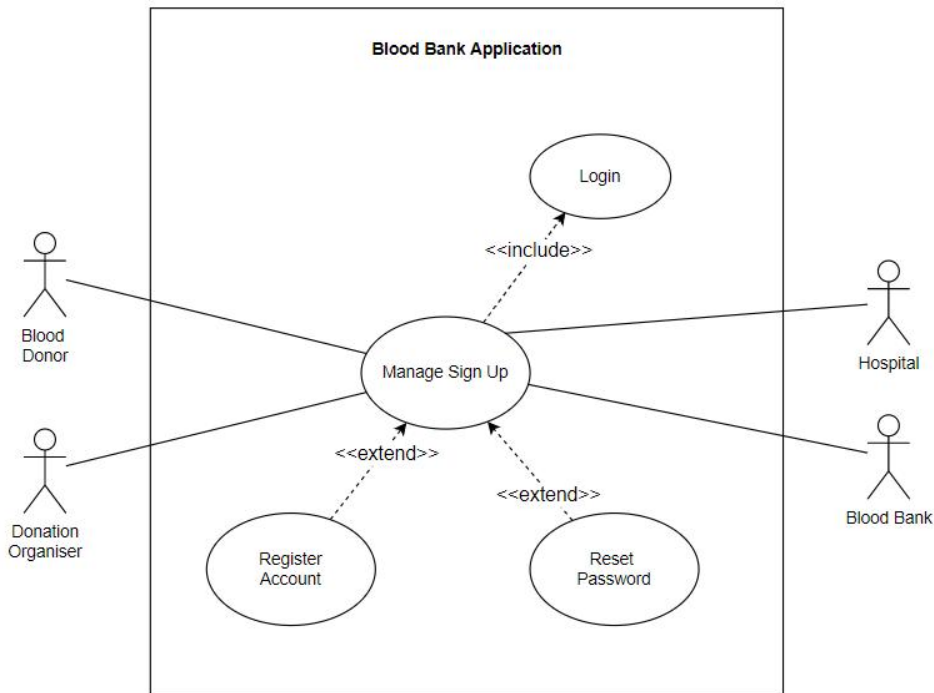 Blood Bank Application
Login
<<include>>
Blood
Donor
Manage Sign Up
Hospital
<<extend>>
<<extend>>
Donation
Organiser
Blood Bank
Register
Account
Reset
Password